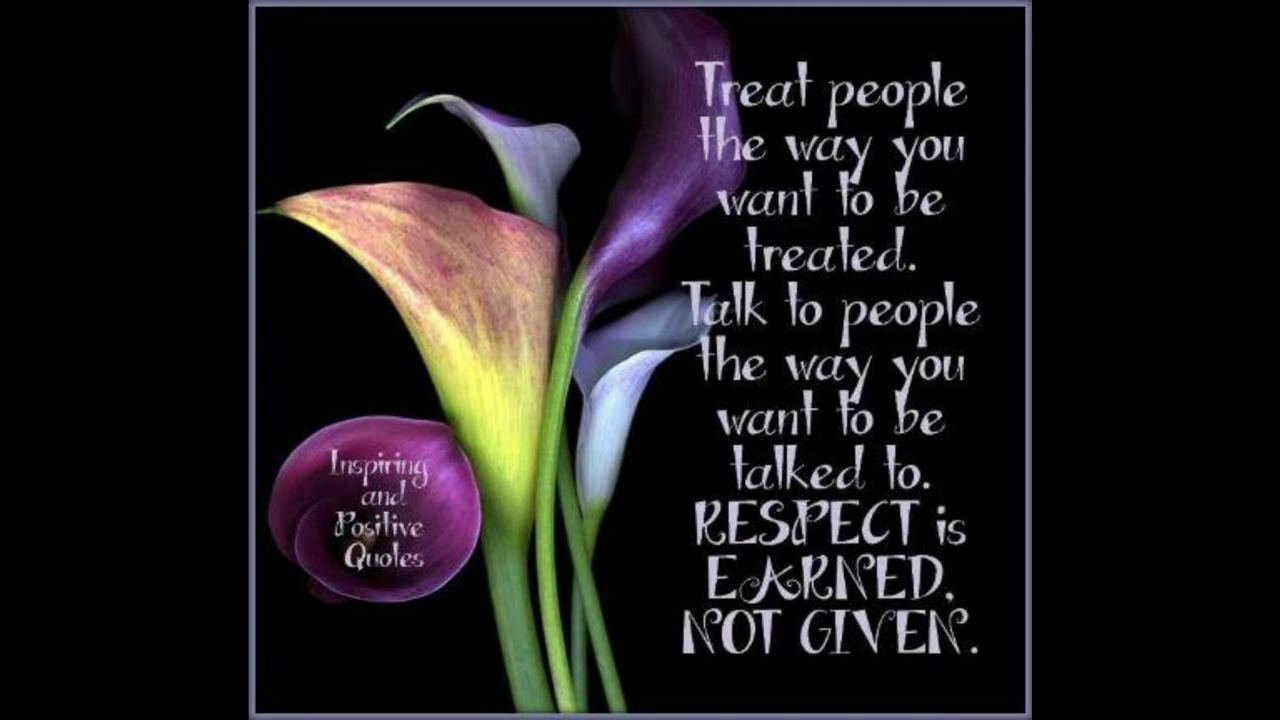 Treat people
the way you
want to be
treated.
Talk to people
the way you
want to be
talked to.
RESPECT is
EARNED,
NOT GIVEN.
Inspiring
and
Positive
Quotes